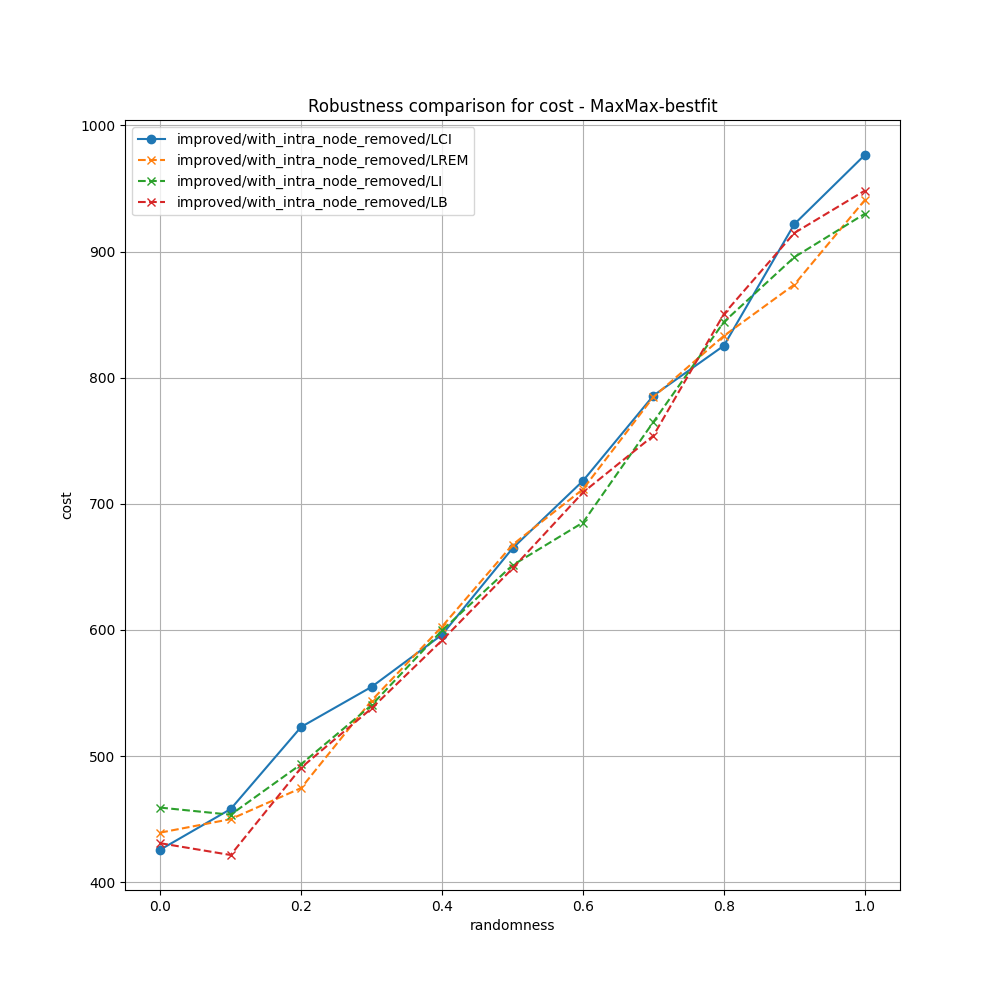 Robustness comparison for cost - MaxMax-bestfit
improved/with_intra_node_removed/LCI
improved/with_intra_node_removed/LREM
improved/with_intra_node_removed/LI
improved/with_intra_node_removed/LB
1000
900
800
700
600
500
400
cost
0.0 0.2 0.4 0.6 0.8 1.0
randomness